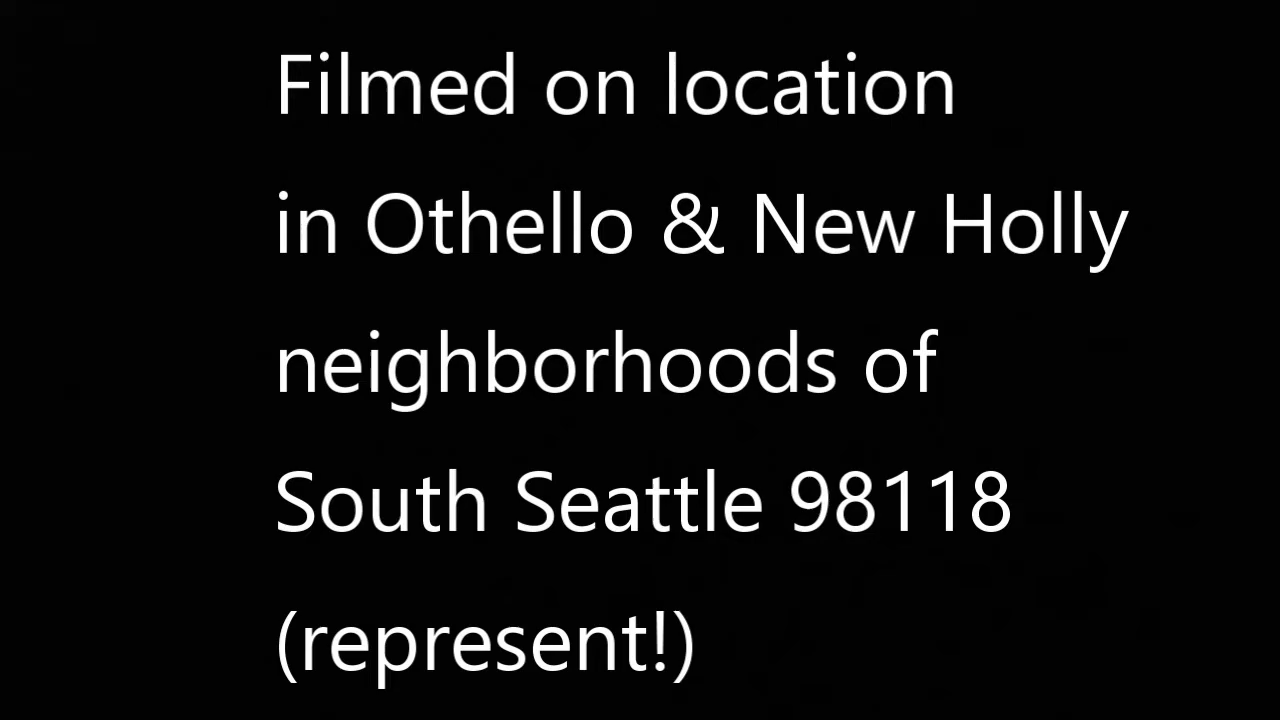 Filmed on location
in Othello & New Holly
neighborhoods of
South Seattle 98118
(represent!)